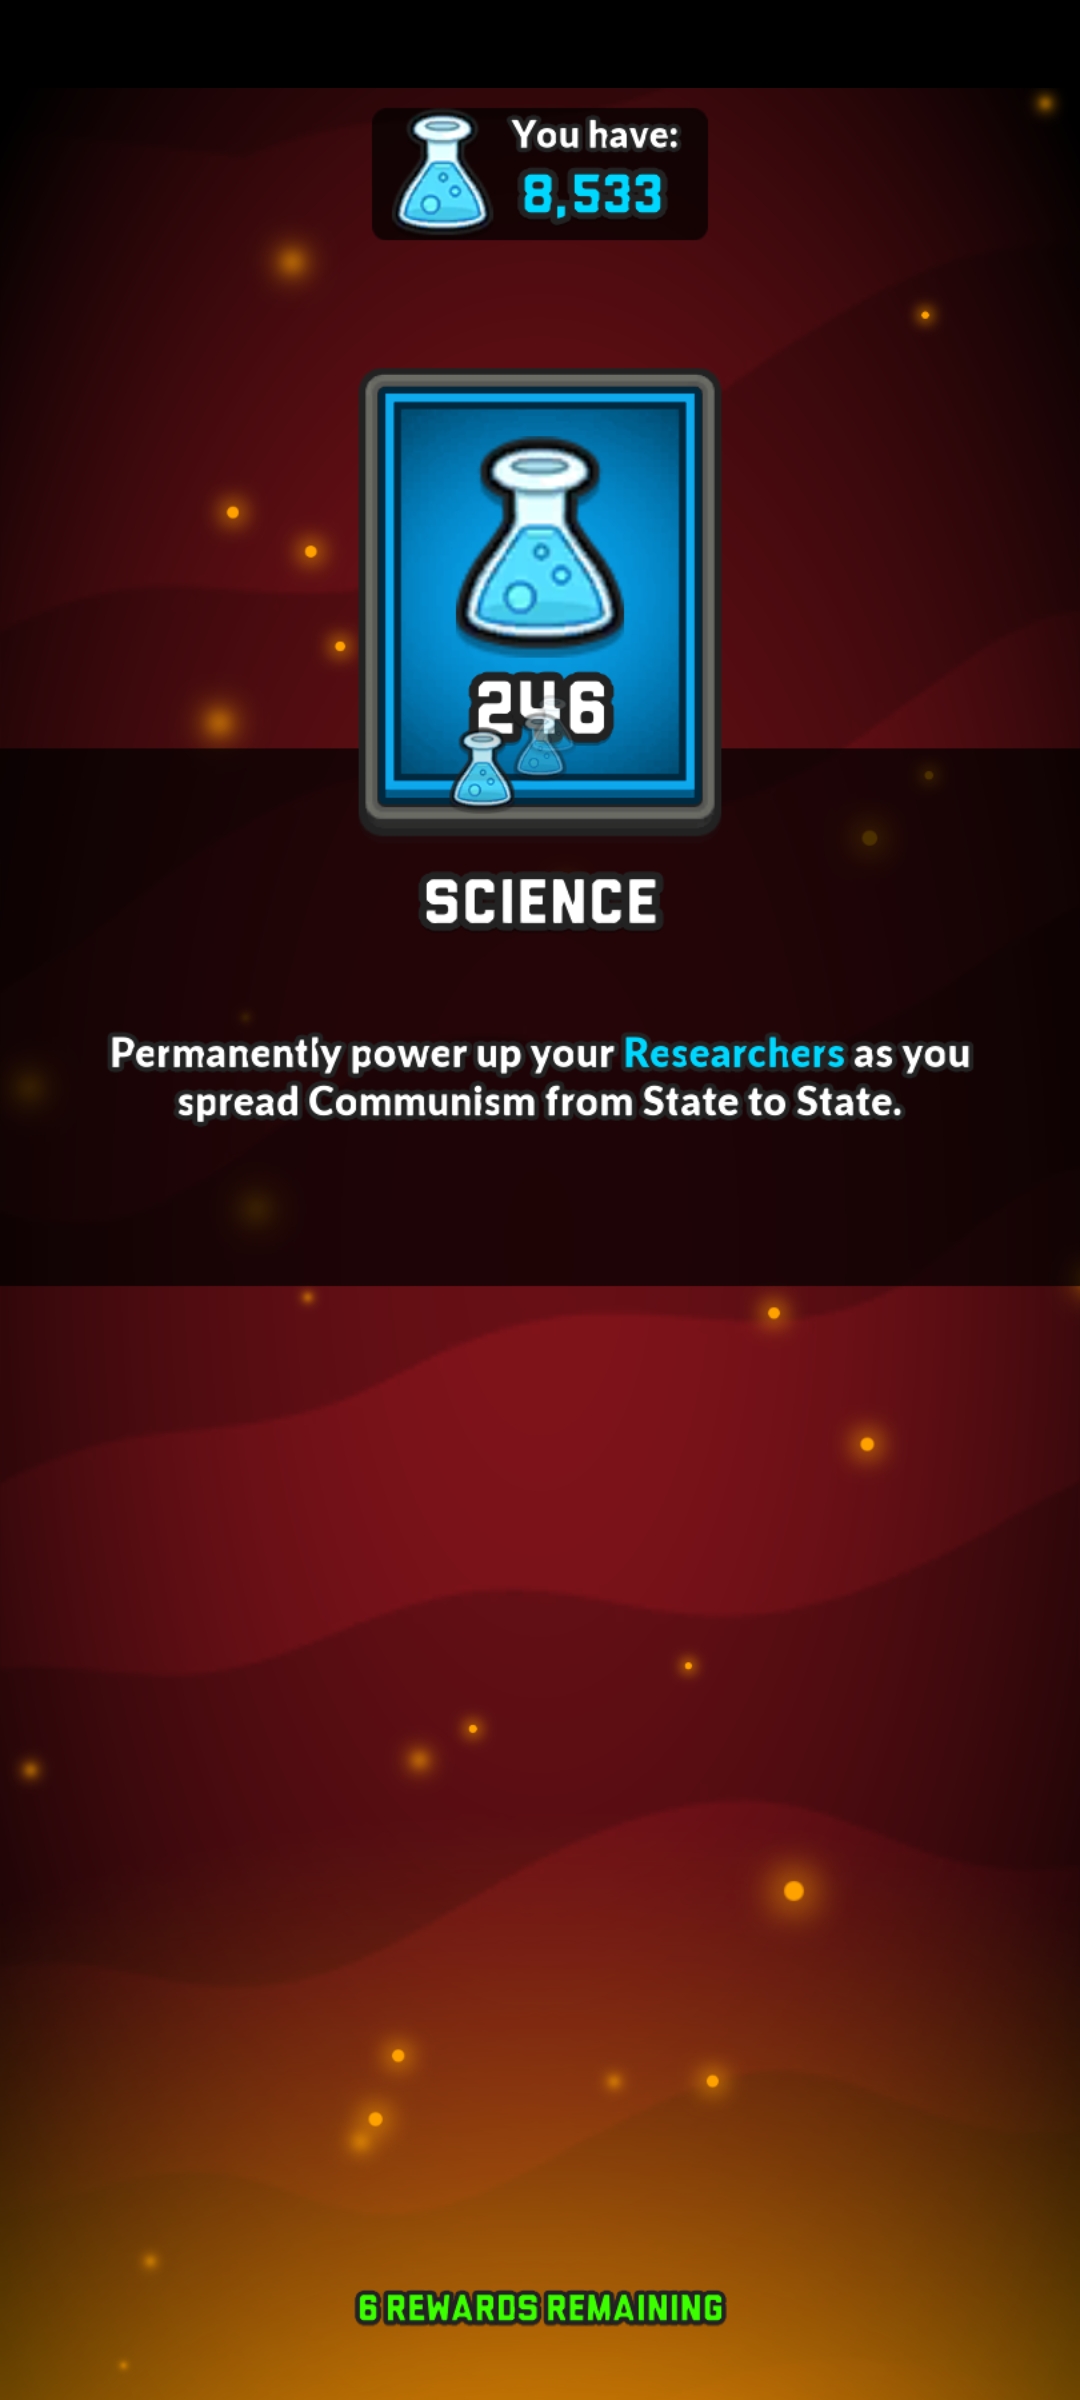 You have:
8,533
246
SCIENCE
Permanently power up your Researchers as you
spread Communism from State to State.
6 REWARDS REMAINING